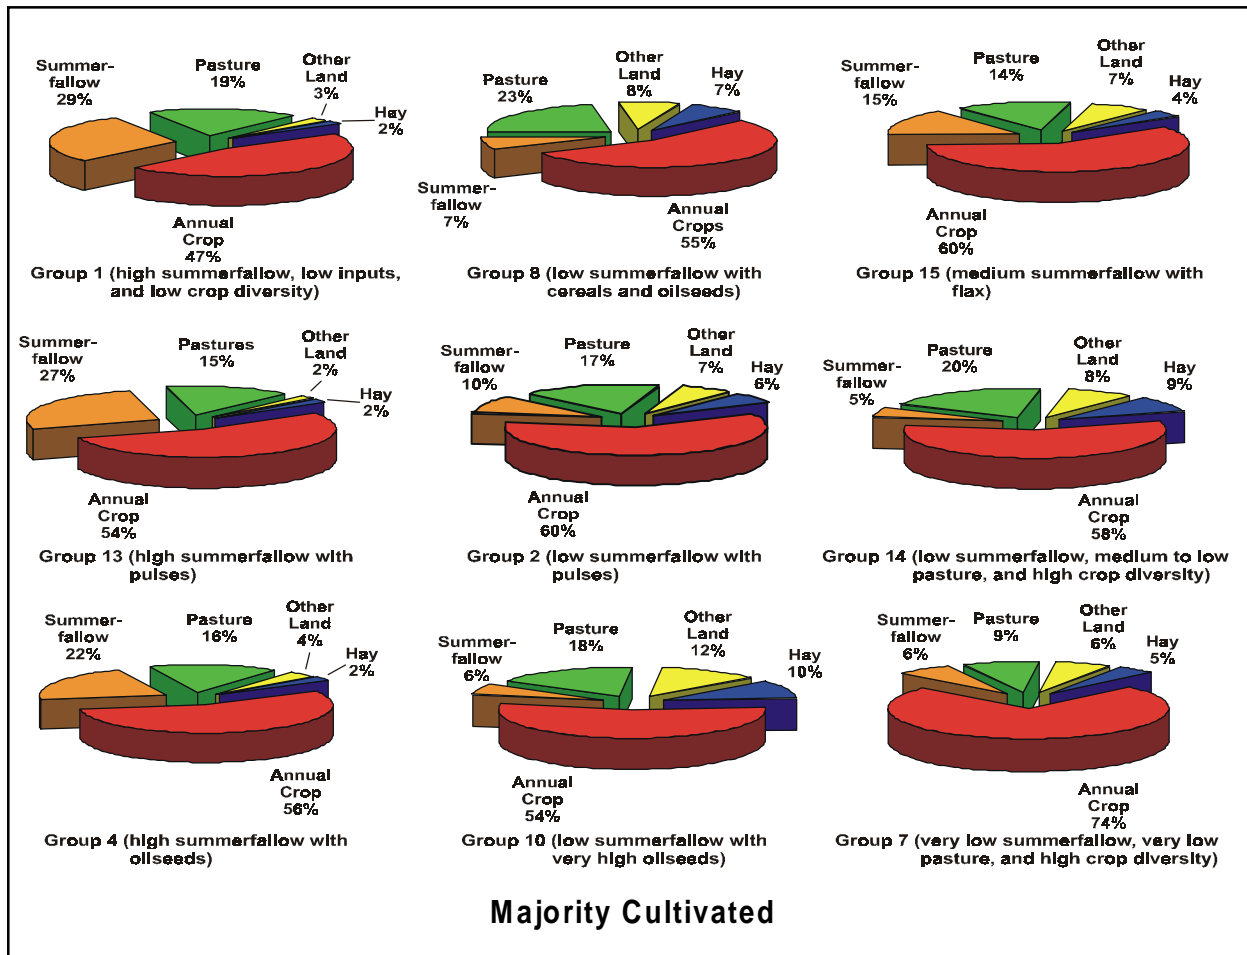 Summer-
fallow
29%
Pasture
19%
Other
Land
3%
Hay
2%
Annual
Crop
47%
Group 1 (high summerfallow, low inputs,
and low crop diversity)
Pasture
23%
Other
Land
8%
Hay
7%
Summer-
fallow
7%
Annual
Crops
55%
Group 8 (low summerfallow with
cereals and oilseeds)
Summer-
fallow
15%
Pasture
14%
Other
Land
7%
Hay
4%
Annual
Crop
60%
Group 15 (medium summerfallow with
flax)
Summer-
fallow
27%
Pastures
15%
Other
Land
2%
Hay
2%
Annual
Crop
54%
Group 13 (high summerfallow with
pulses)
Summer-
fallow
10%
Pasture
17%
Other
Land
7%
Hay
6%
Annual
Crop
60%
Group 2 (low summerfallow with
pulses)
Summer-
fallow
5%
Pasture
20%
Other
Land
8%
Hay
9%
Annual
Crop
58%
Group 14 (low summerfallow, medium to low
pasture, and high crop diversity)
Summer-
fallow
22%
Pasture
16%
Other
Land
4%
Hay
2%
Annual
Crop
56%
Group 4 (high summerfallow with
oilseeds)
Summer-
fallow
6%
Pasture
18%
Other
Land
12%
Hay
10%
Annual
Crop
54%
Group 10 (low summerfallow with
very high oilseeds)
Summer-
fallow
6%
Pasture
9%
Other
Land
6%
Hay
5%
Annual
Crop
74%
Group 7 (very low summerfallow, very low
pasture, and high crop diversity)
Majority Cultivated